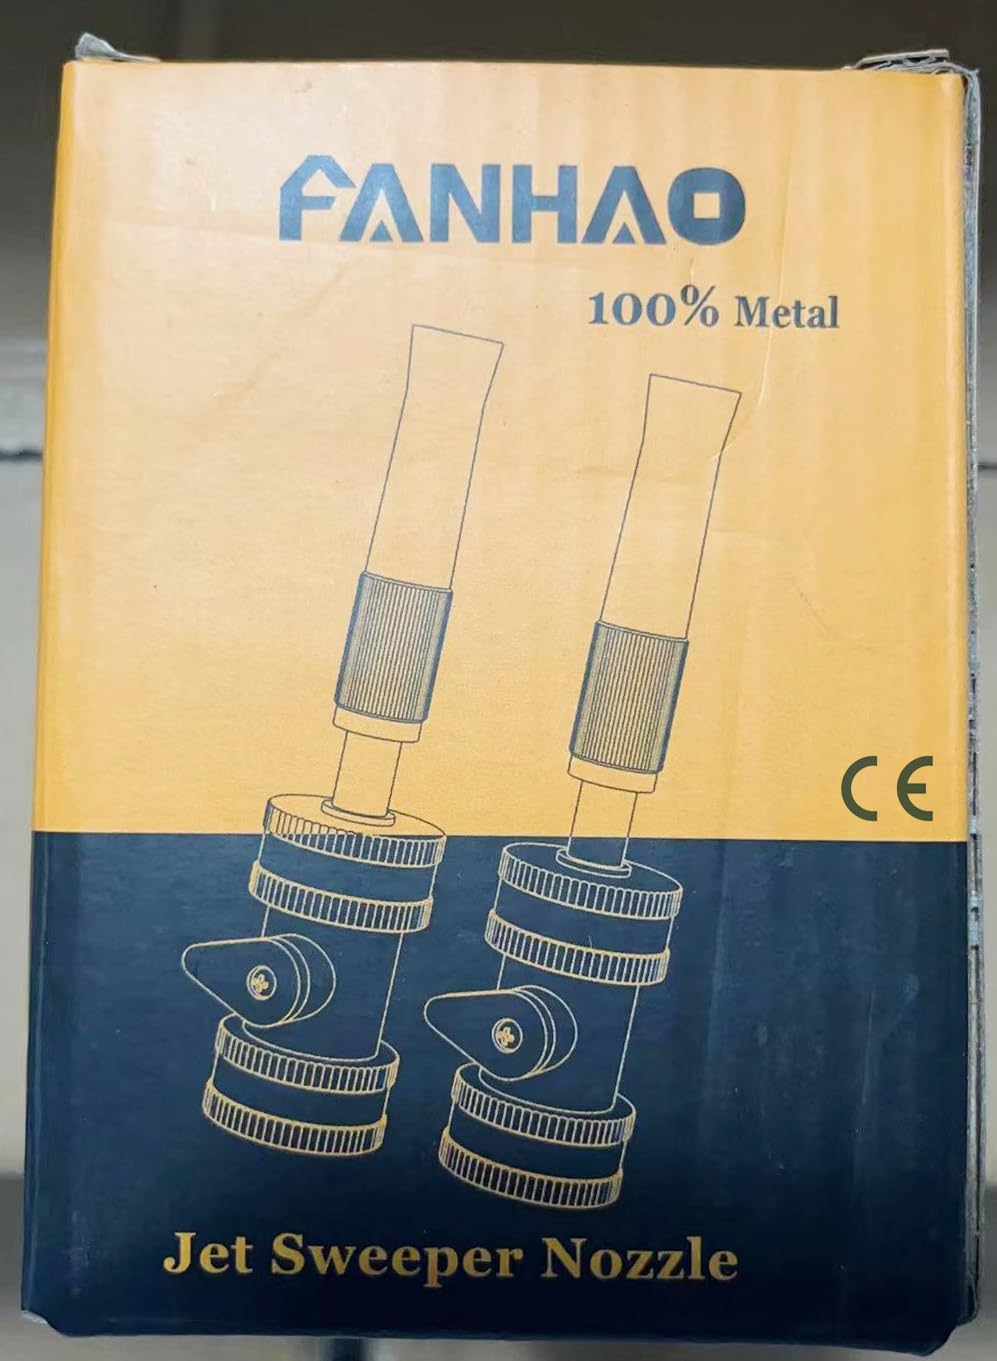 FANHAO
100% Metal
CE
Jet Sweeper Nozzle